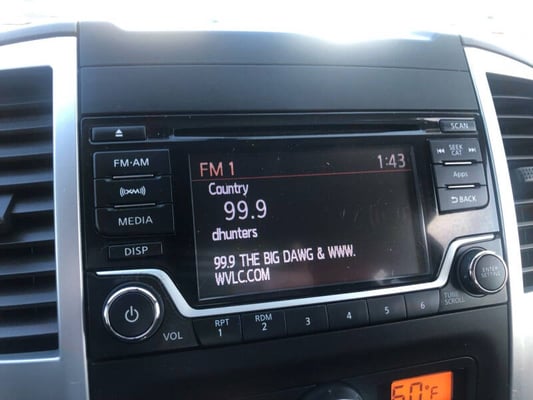 SCAN
FM·AM
FM 1
1:43
SEEK
CAT
((XM))
Country
99.9
Apps
MEDIA
BACK
dhunters
DISP
99.9 THE BIG DAWG & WWW.
WVLC.COM
ENTER
SETTING
TUNE
SCROLL
VOL
RPT
1
RDM
2
3
4
5
6
60°F